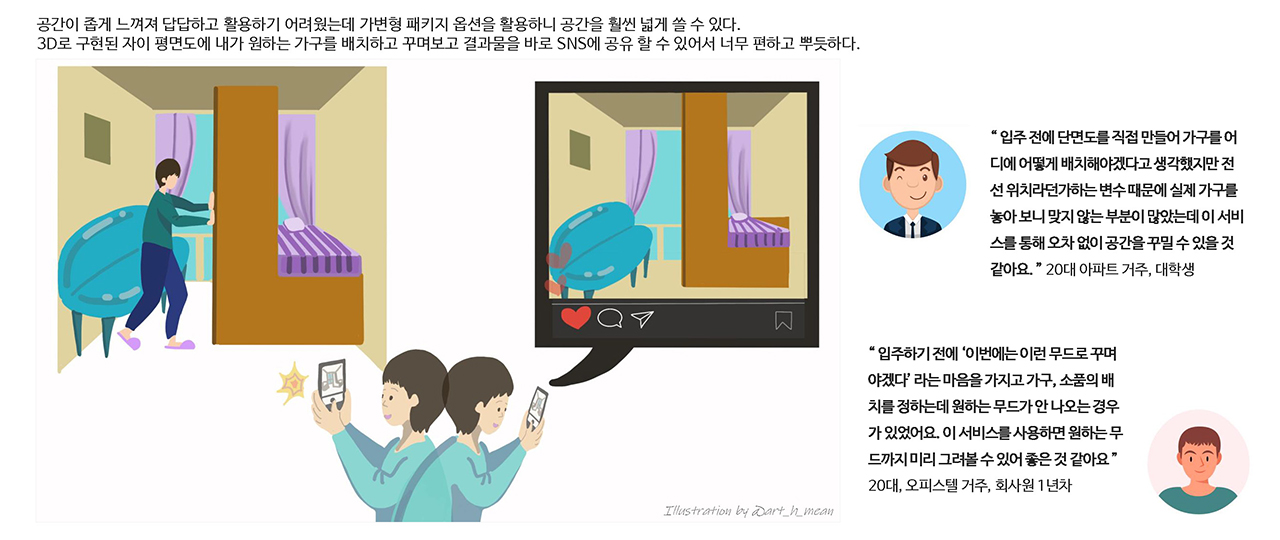 공간이 좁게 느껴져 답답하고 활용하기 어려웠는데 가변형 패키지 옵션을 활용하니 공간을 훨씬 넓게 쓸 수 있다.
3D로 구현된 자이 평면도에 내가 원하는 가구를 배치하고 꾸며보고 결과물을 바로 SNS에 공유 할 수 있어서 너무 편하고 뿌듯하다.
“ 입주 전에 단면도를 직접 만들어 가구를 어
디에 어떻게 배치해야겠다고 생각했지만 전
선 위치라던가하는 변수 때문에 실제 가구를
놓아 보니 맞지 않는 부분이 많았는데 이 서비
스를 통해 오차 없이 공간을 꾸밀 수 있을 것
같아요. ” 20대 아파트 거주, 대학생
“ 입주하기 전에 ‘이번에는 이런 무드로 꾸며
야겠다’ 라는 마음을 가지고 가구, 소품의 배
치를 정하는데 원하는 무드가 안 나오는 경우
가 있었어요. 이 서비스를 사용하면 원하는 무
드까지 미리 그려볼 수 있어 좋은 것 같아요 ”
20대, 오피스텔 거주, 회사원 1년차
Illustration by @art_h_mean